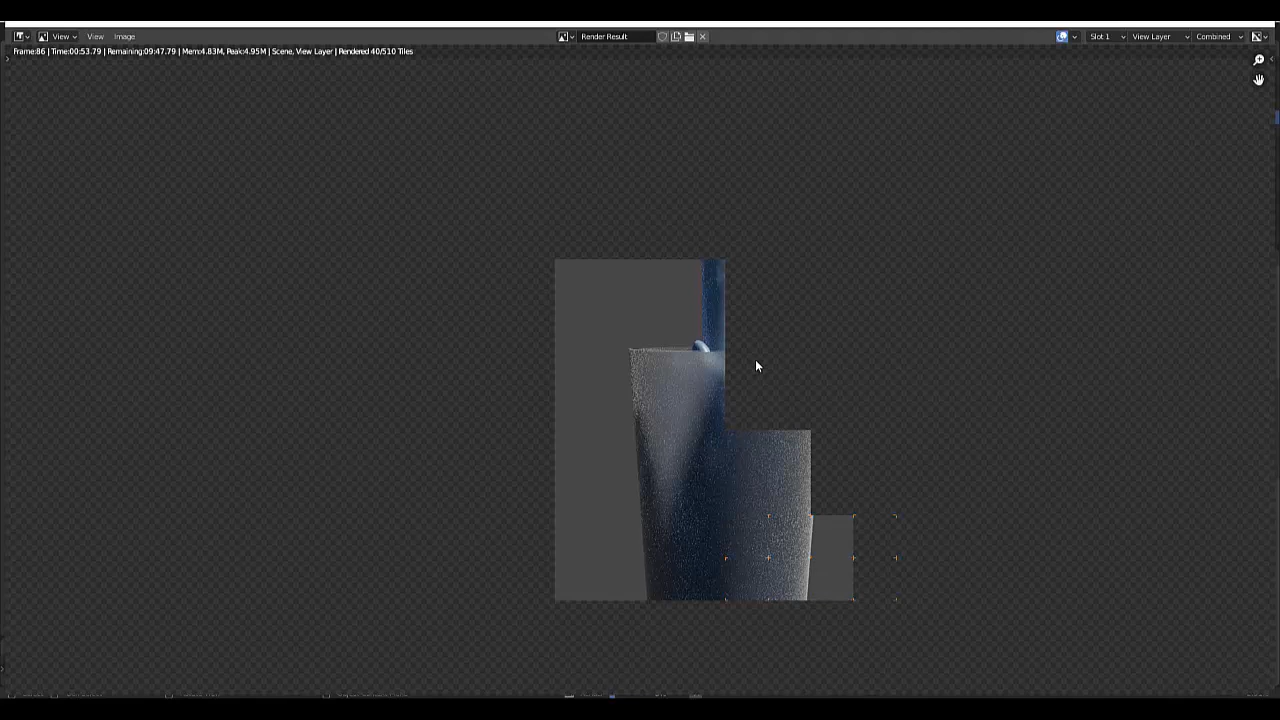 View View Image Render Result Slot 1 View Layer Combined
Frame:86 | Time:00:53.79 | Remaining:09:47.79 | Mem:4.83M, Peak:4.95M | Scene, View Layer | Rendered 40/510 Tiles